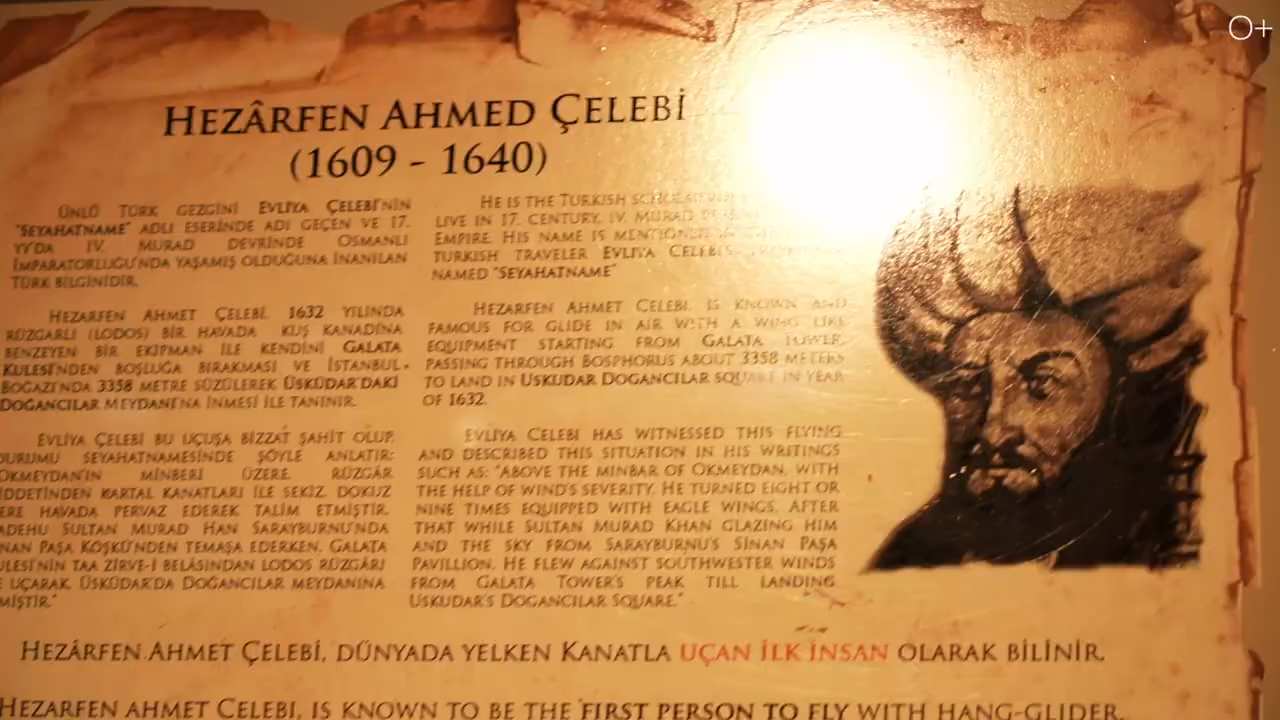 O+
HEZÂRFEN AHMED ÇELEBİ
(1609 - 1640)
ÜNLÜ TÜRK GEZGİNİ EVLİYA ÇELEBİ'NİN
"SEYAHATNAME" ADLI ESERİNDE ADI GEÇEN VE 17.
YY'DA IV. MURAD DEVRİNDE OSMANLI
İMPARATORLUĞU'NDA YAŞAMIŞ OLDUĞUNA İNANILAN
TÜRK BİLGİNİDİR.
HEZARFEN AHMET ÇELEBİ, 1632 YILINDA
RÜZGARLI (LODOS) BİR HAVADA KUŞ KANADINA
BENZEYEN BİR EKİPMAN İLE KENDİNİ GALATA
KULESİ'NDEN BOŞLUĞA BIRAKMASI VE İSTANBUL
BOĞAZI'NDA 3358 METRE SÜZÜLEREK ÜSKÜDAR'DAKİ
DOĞANCILAR MEYDANI'NA İNMESİ İLE TANINIR.
EVLİYA ÇELEBİ BU UÇUŞA BİZZAT ŞAHİT OLUP,
DURUMU SEYAHATNAMESİNDE ŞÖYLE ANLATIR:
OKMEYDAN'IN MİNBERİ ÜZERE, RÜZGAR
İDDETİNDEN KARTAL KANATLARI İLE SEKİZ, DOKUZ
ERE HAVADA PERVAZ EDEREK TALİM ETMİŞTİR.
ADEHU SULTAN MURAD HAN SARAYBURNU'NDA
NAN PAŞA KÖŞKÜ'NDEN TEMAŞA EDERKEN, GALATA
ULESİ'NİN TAA ZİRVE-İ BELASINDAN LODOS RÜZGARI
E UÇARAK, ÜSKÜDAR'DA DOĞANCILAR MEYDANINA
MİŞTİR."
HE IS THE TURKISH
LIVE IN 17. CENTURY, IV. MURAD
EMPIRE. HIS NAME IS MENTIONED
TURKISH TRAVELER EVLIYA CELEBI'S
NAMED "SEYAHATNAME"
HEZARFEN AHMET CELEBI, IS KNOWN AND
FAMOUS FOR GLIDE IN AIR WITH A WING LIKE
EQUIPMENT STARTING FROM GALATA TOWER,
PASSING THROUGH BOSPHORUS ABOUT 3358 METERS
TO LAND IN USKUDAR DOGANCILAR SQUARE IN YEAR
OF 1632.
EVLIYA CELEBI HAS WITNESSED THIS FLYING
AND DESCRIBED THIS SITUATION IN HIS WRITINGS
SUCH AS: "ABOVE THE MINBAR OF OKMEYDAN, WITH
THE HELP OF WIND'S SEVERITY, HE TURNED EIGHT OR
NINE TIMES EQUIPPED WITH EAGLE WINGS. AFTER
THAT WHILE SULTAN MURAD KHAN GLAZING HIM
AND THE SKY FROM SARAYBURNU'S SİNAN PAŞA
PAVILLION, HE FLEW AGAINST SOUTHWESTER WINDS
FROM GALATA TOWER'S PEAK TILL LANDING
USKUDAR'S DOGANCILAR SQUARE."
HEZÂRFEN AHMET ÇELEBİ, DÜNYADA YELKEN KANATLA UÇAN İLK İNSAN OLARAK BİLİNİR.
HEZARFEN AHMET CELEBI, IS KNOWN TO BE THE FIRST PERSON TO FLY WITH HANG-GLIDER.